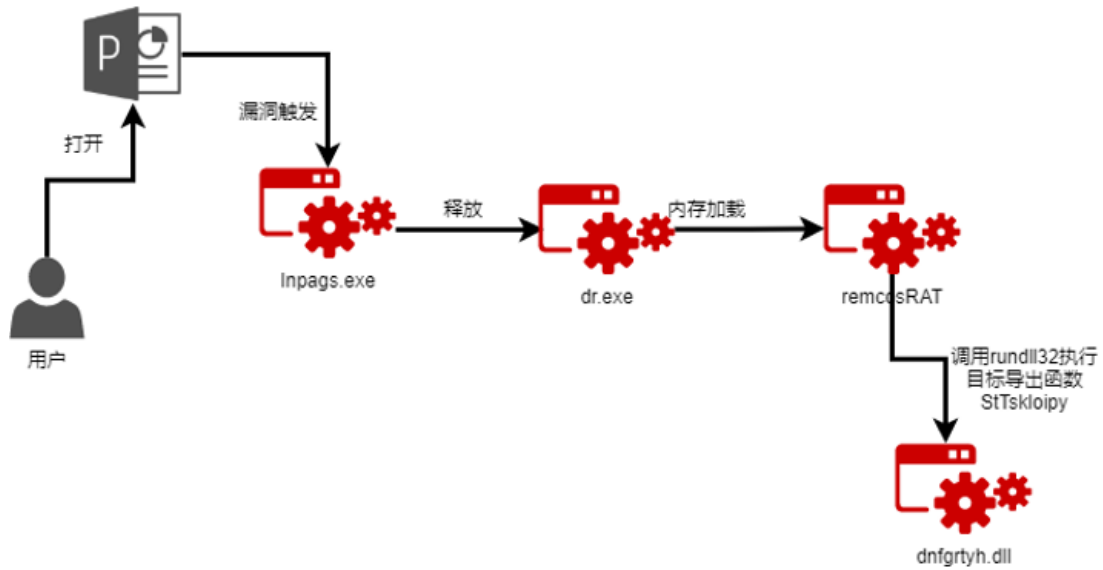 P
打开
漏洞触发
用户
Inpags.exe
释放
dr.exe
内存加载
remcosRAT
调用rundll32执行
目标导出函数
StTskloipy
dnfgrtyh.dll